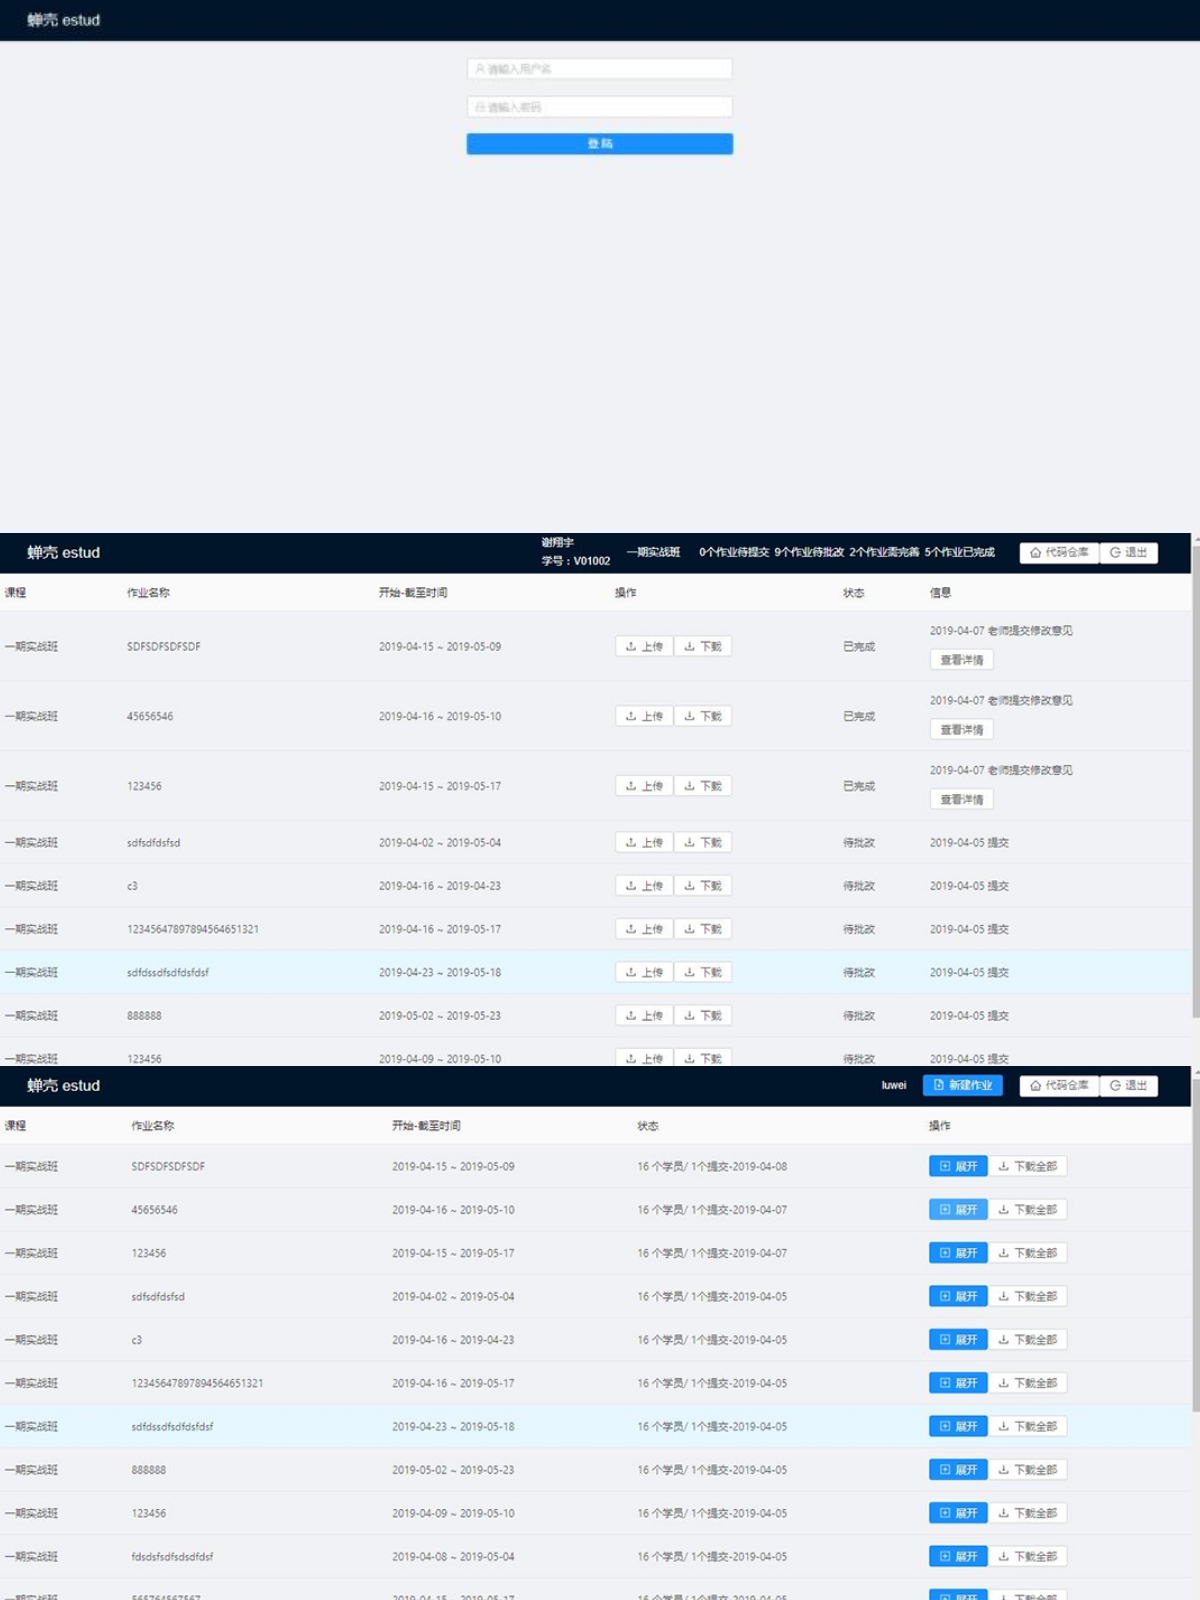 蝉壳 estud
请输入用户名
请输入密码
登 陆
蝉壳 estud
谢翔宇
学号：V01002
一期实战班 0个作业待提交 9个作业待批改 2个作业需完善 5个作业已完成 代码仓库 退出
课程 作业名称 开始-截至时间 操作 状态 信息
一期实战班 SDFSDFSDFSDF 2019-04-15 ~ 2019-05-09 上传 下载 已完成 2019-04-07 老师提交修改意见
查看详情
一期实战班 45656546 2019-04-16 ~ 2019-05-10 上传 下载 已完成 2019-04-07 老师提交修改意见
查看详情
一期实战班 123456 2019-04-15 ~ 2019-05-17 上传 下载 已完成 2019-04-07 老师提交修改意见
查看详情
一期实战班 sdfsdfdsfsd 2019-04-02 ~ 2019-05-04 上传 下载 待批改 2019-04-05 提交
一期实战班 c3 2019-04-16 ~ 2019-04-23 上传 下载 待批改 2019-04-05 提交
一期实战班 12345647897894564651321 2019-04-16 ~ 2019-05-17 上传 下载 待批改 2019-04-05 提交
一期实战班 sdfdssdfsdfdsfdsf 2019-04-23 ~ 2019-05-18 上传 下载 待批改 2019-04-05 提交
一期实战班 888888 2019-05-02 ~ 2019-05-23 上传 下载 待批改 2019-04-05 提交
一期实战班 123456 2019-04-09 ~ 2019-05-10 上传 下载 待批改 2019-04-05 提交
蝉壳 estud luwei 新建作业 代码仓库 退出
课程 作业名称 开始-截至时间 状态 操作
一期实战班 SDFSDFSDFSDF 2019-04-15 ~ 2019-05-09 16 个学员/ 1个提交-2019-04-08 展开 下载全部
一期实战班 45656546 2019-04-16 ~ 2019-05-10 16 个学员/ 1个提交-2019-04-07 展开 下载全部
一期实战班 123456 2019-04-15 ~ 2019-05-17 16 个学员/ 1个提交-2019-04-07 展开 下载全部
一期实战班 sdfsdfdsfsd 2019-04-02 ~ 2019-05-04 16 个学员/ 1个提交-2019-04-05 展开 下载全部
一期实战班 c3 2019-04-16 ~ 2019-04-23 16 个学员/ 1个提交-2019-04-05 展开 下载全部
一期实战班 12345647897894564651321 2019-04-16 ~ 2019-05-17 16 个学员/ 1个提交-2019-04-05 展开 下载全部
一期实战班 sdfdssdfsdfdsfdsf 2019-04-23 ~ 2019-05-18 16 个学员/ 1个提交-2019-04-05 展开 下载全部
一期实战班 888888 2019-05-02 ~ 2019-05-23 16 个学员/ 1个提交-2019-04-05 展开 下载全部
一期实战班 123456 2019-04-09 ~ 2019-05-10 16 个学员/ 1个提交-2019-04-05 展开 下载全部
一期实战班 fdsdsfsdfsdsdfdsf 2019-04-08 ~ 2019-05-04 16 个学员/ 1个提交-2019-04-05 展开 下载全部